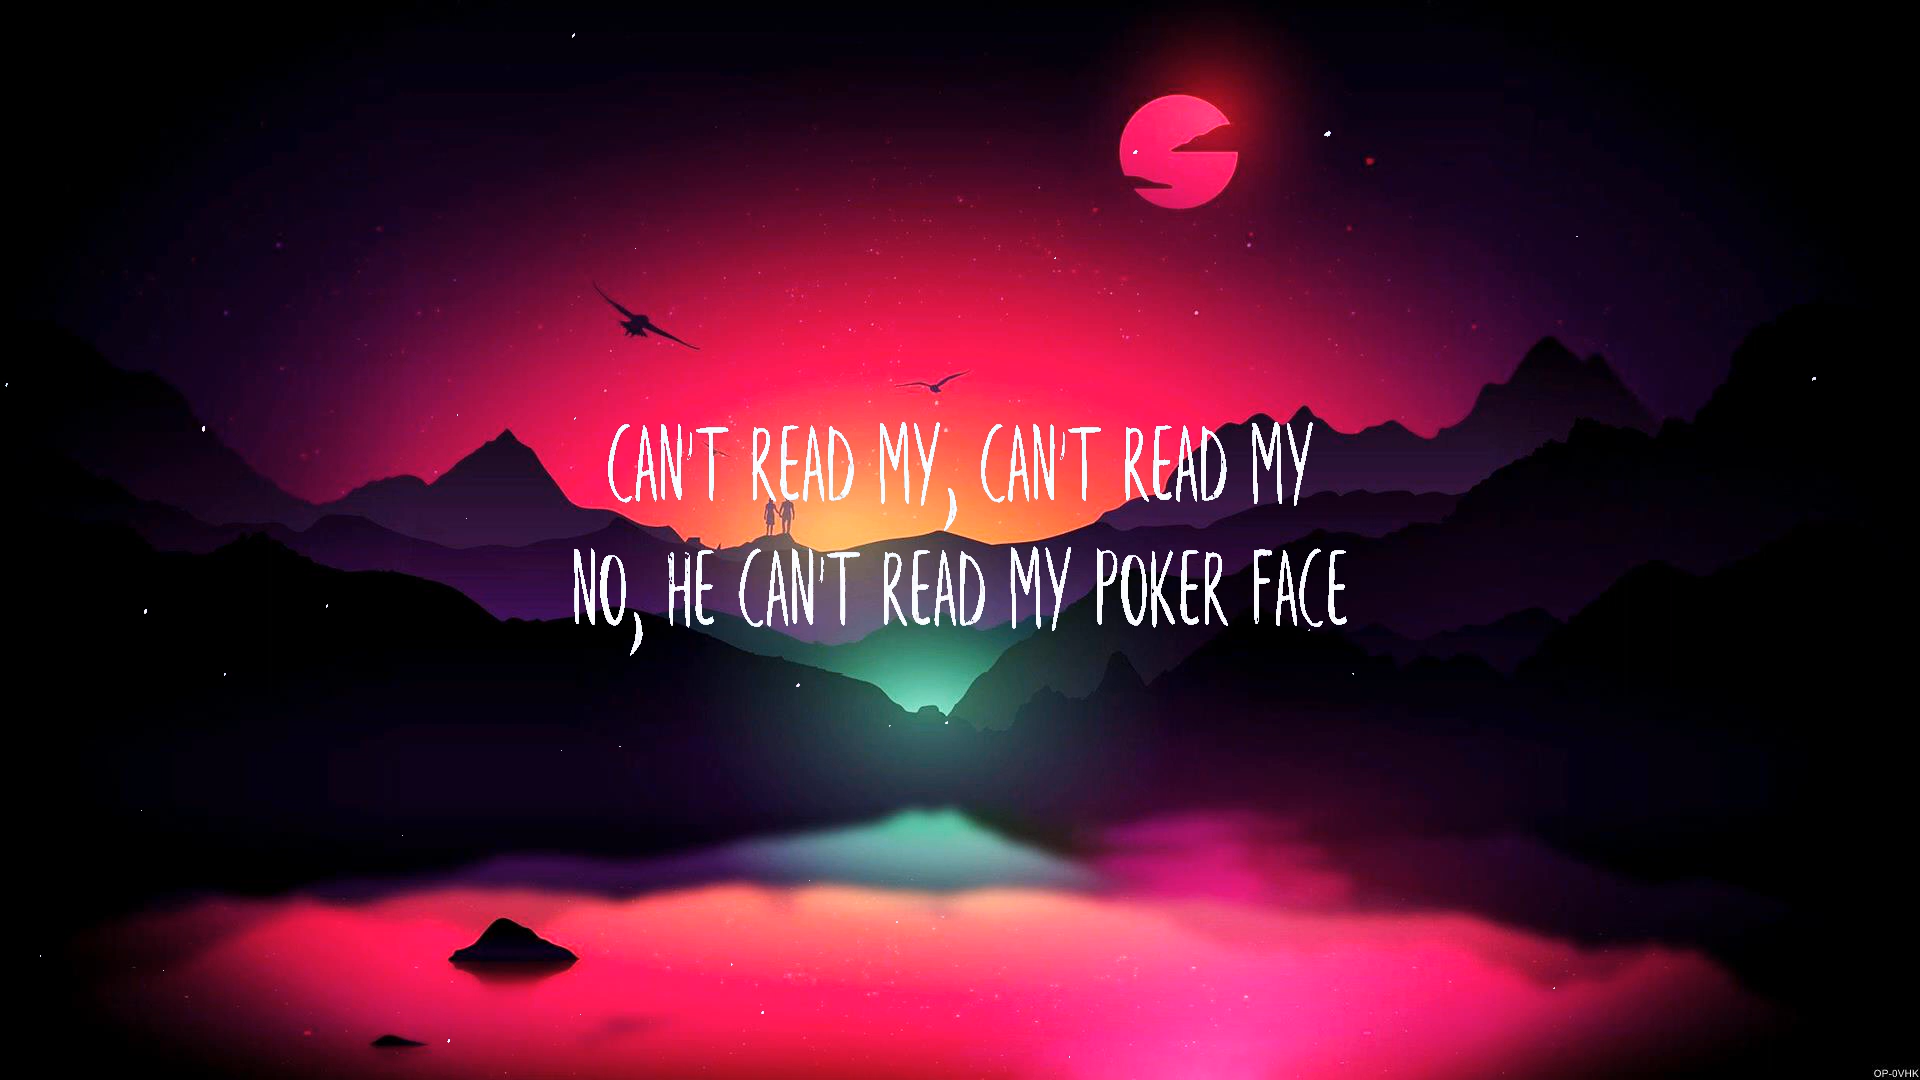 CAN'T READ MY, CAN'T READ MY
NO, HE CAN'T READ MY POKER FACE
OP-0VHK